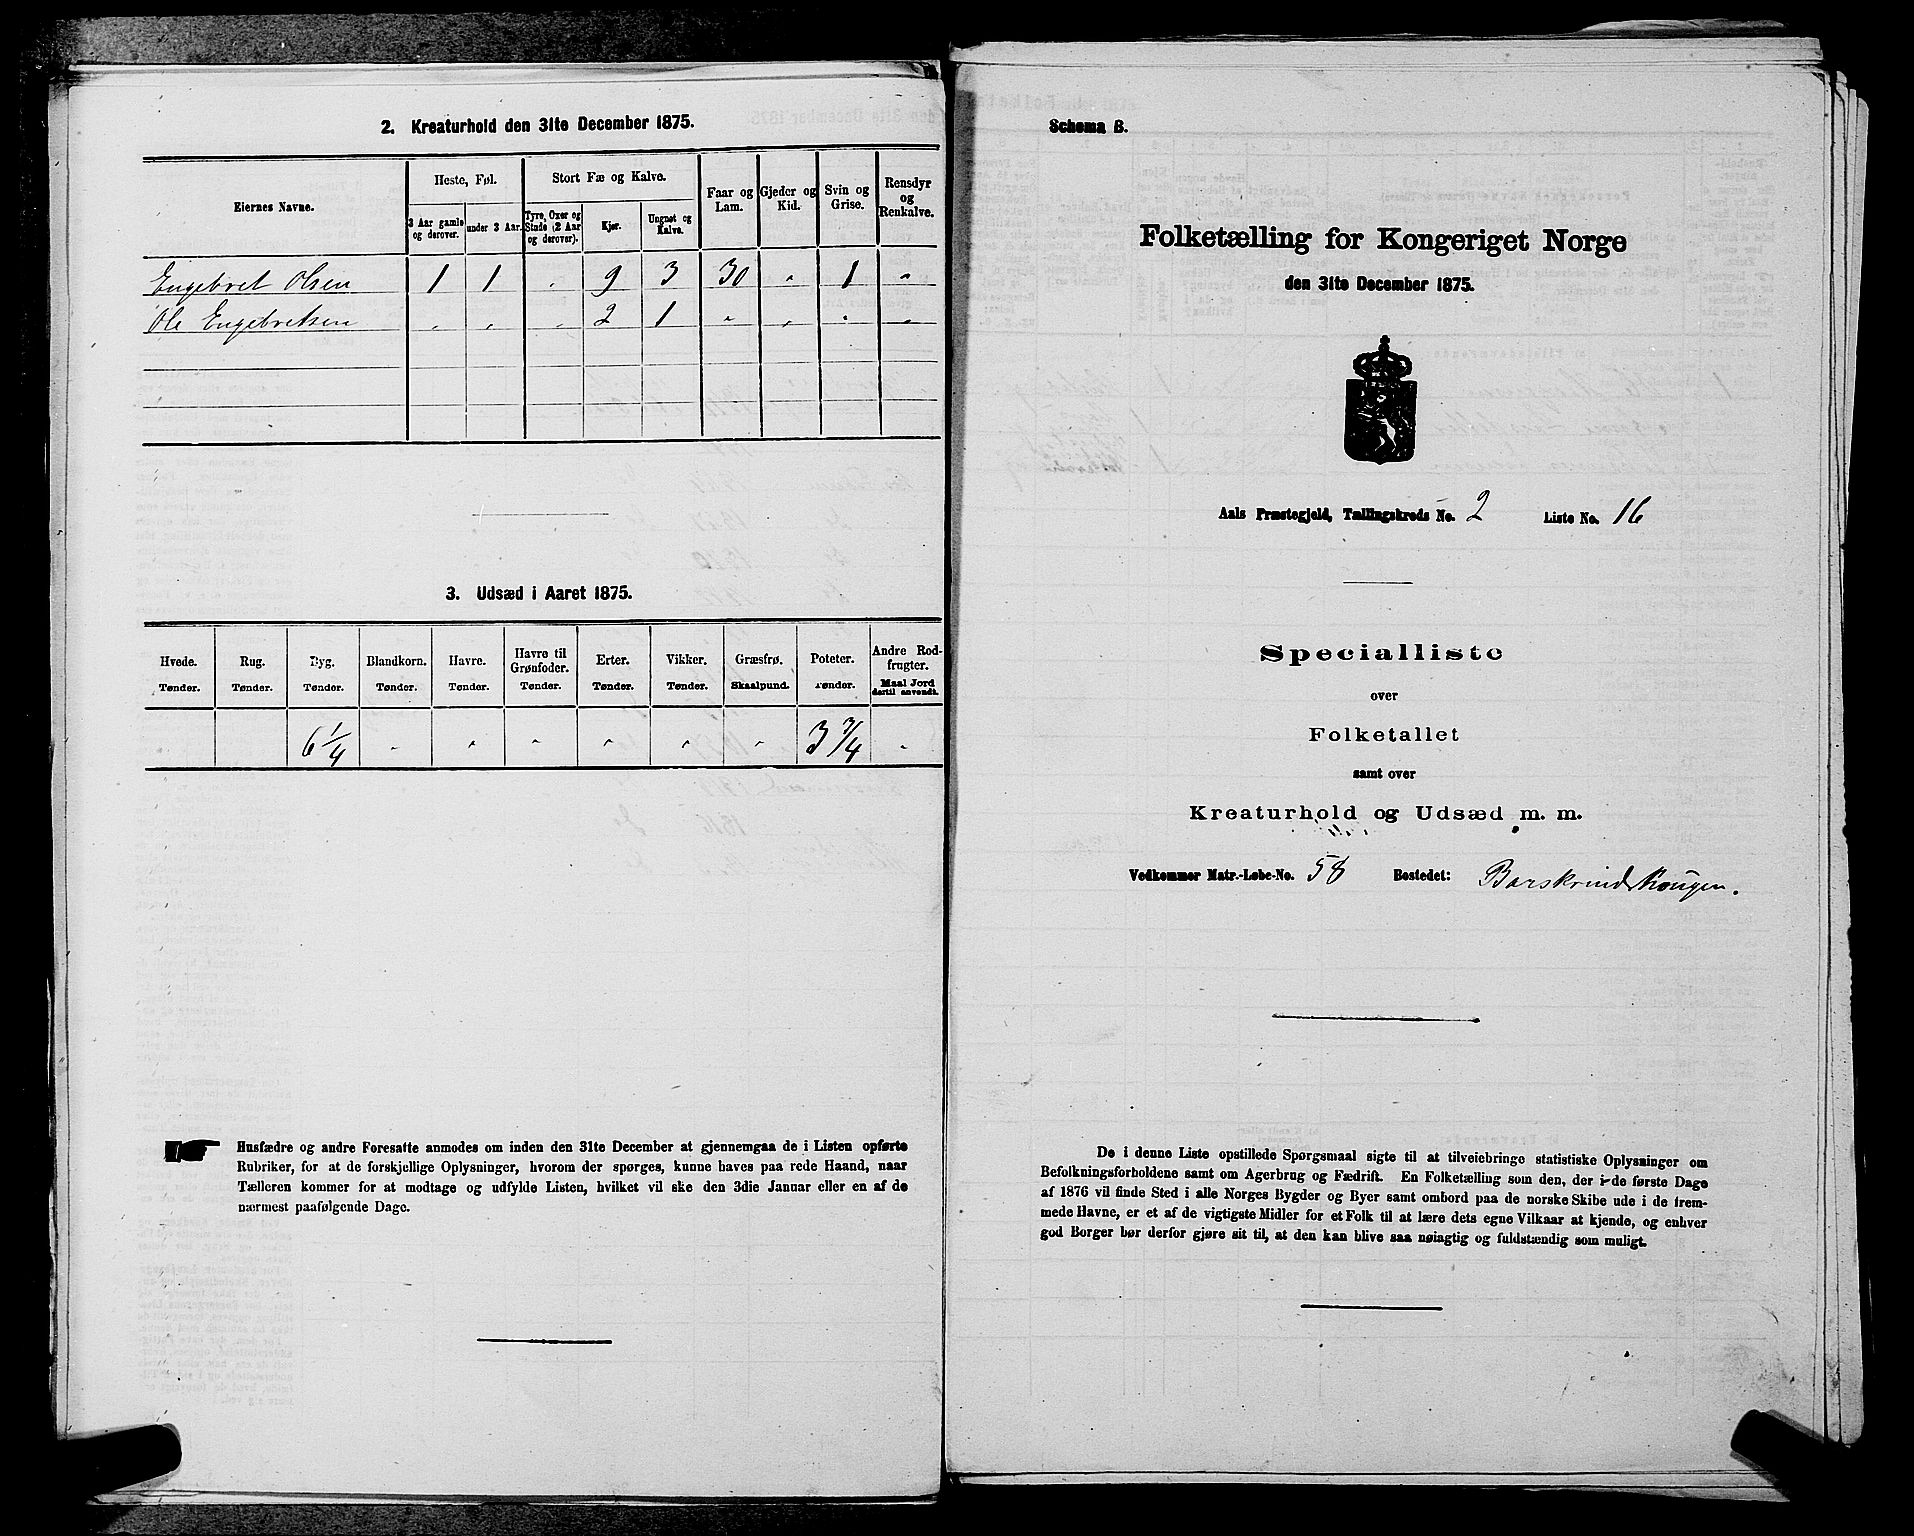 2. Kreaturhold den 31te December 1875.
Eiernes Navne.
Heste, Føl.
Stort Fæ og Kalve.
Faar og Lam.
Gjeder og Kid.
Svin og Grise.
Rensdyr og Renkalve.
3 Aar gamle og derover.
under 3 Aar.
Tyre, Oxer og Stude (2 Aar og derover).
Kjør.
Ungnøt og Kalve.
Engebret Olsen 1 1 " 9 3 30 " 1 "
Ole Engebretsen " " " 2 1 " " " "
3. Udsæd i Aaret 1875.
Hvede. Rug. Byg. Blandkorn. Havre. Havre til Grønfoder. Erter. Vikker. Græsfrø. Poteter. Andre Rodfrugter.
Tønder. Tønder. Tønder. Tønder. Tønder. Tønder. Tønder. Tønder. Skaalpund. Tønder. Maal Jord dertil anvendt.
6 1/4 " " " " " " 3 3/4 "
Husfædre og andre Foresatte anmodes om inden den 31te December at gjennemgaa de i Listen opførte
Rubriker, for at de forskjellige Oplysninger, hvorom der spørges, kunne haves paa rede Haand, naar
Tælleren kommer for at modtage og udfylde Listen, hvilket vil ske den 3die Januar eller en af de
nærmest paafølgende Dage.
Schema B.
Folketælling for Kongeriget Norge
den 31te December 1875.
Aals Præstegjeld, Tællingskreds No. 2 Liste No. 16
Specialliste
over
Folketallet
samt over
Kreaturhold og Udsæd m. m.
Vedkommer Matr.-Løbe-No. 58 Bostedet:
De i denne Liste opstillede Spørgsmaal sigte til at tilveiebringe statistiske Oplysninger om
Befolkningsforholdene samt om Agerbrug og Fædrift. En Folketælling som den, der i de første Dage
af 1876 vil finde Sted i alle Norges Bygder og Byer samt ombord paa de norske Skibe ude i de frem-
mede Havne, er et af de vigtigste Midler for et Folk til at lære dets egne Vilkaar at kjende, og enhver
god Borger bør derfor gjøre sit til, at den kan blive saa nøiagtig og fuldstændig som muligt.